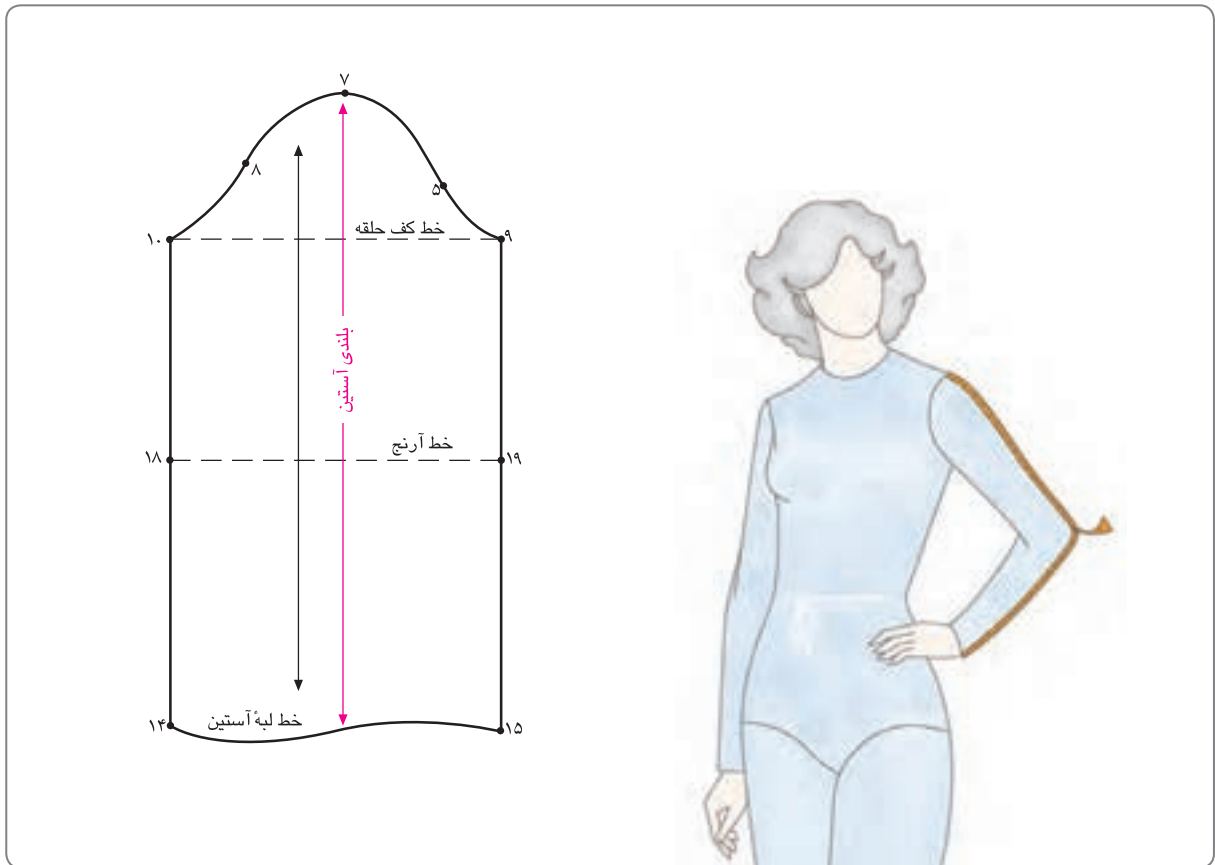 ۷
۸
۵
خط کف حلقه
۱۰
۹
بلندی آستین
خط آرنج
۱۸
۱۹
خط لبهٔ آستین
۱۴
۱۵